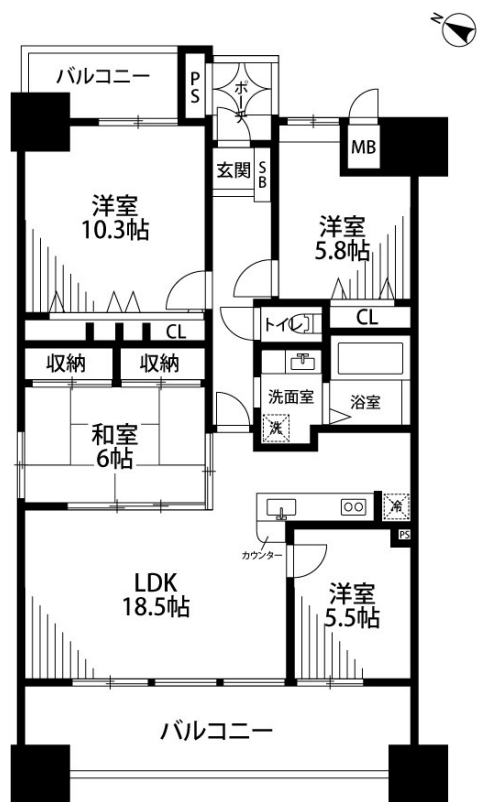 N
バルコニー
PS
ポーチ
MB
玄関
SB
洋室
10.3帖
洋室
5.8帖
トイレ
CL
CL
収納
収納
洗面室
浴室
洗
和室
6帖
冷
カウンター
PS
LDK
18.5帖
洋室
5.5帖
バルコニー